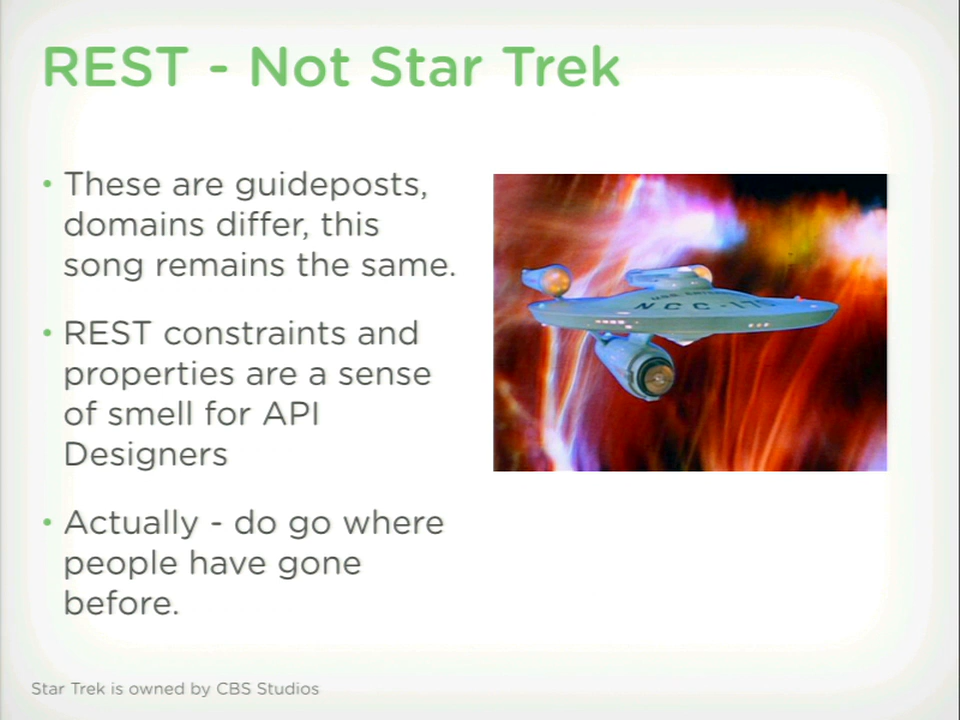 REST - Not Star Trek
• These are guideposts,
domains differ, this
song remains the same.
• REST constraints and
properties are a sense
of smell for API
Designers
• Actually - do go where
people have gone
before.
NCC-170
Star Trek is owned by CBS Studios